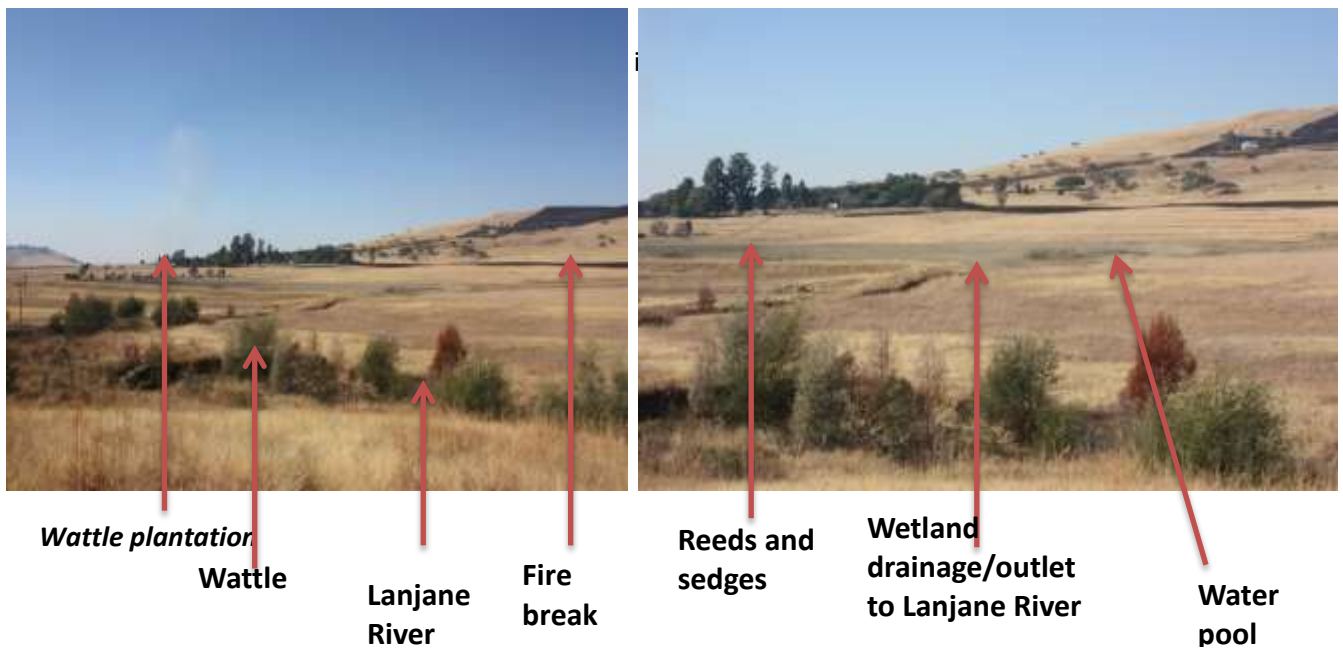 i
Wattle plantation
Wattle
Lanjane
River
Fire
break
Reeds and
sedges
Wetland
drainage/outlet
to Lanjane River
Water
pool